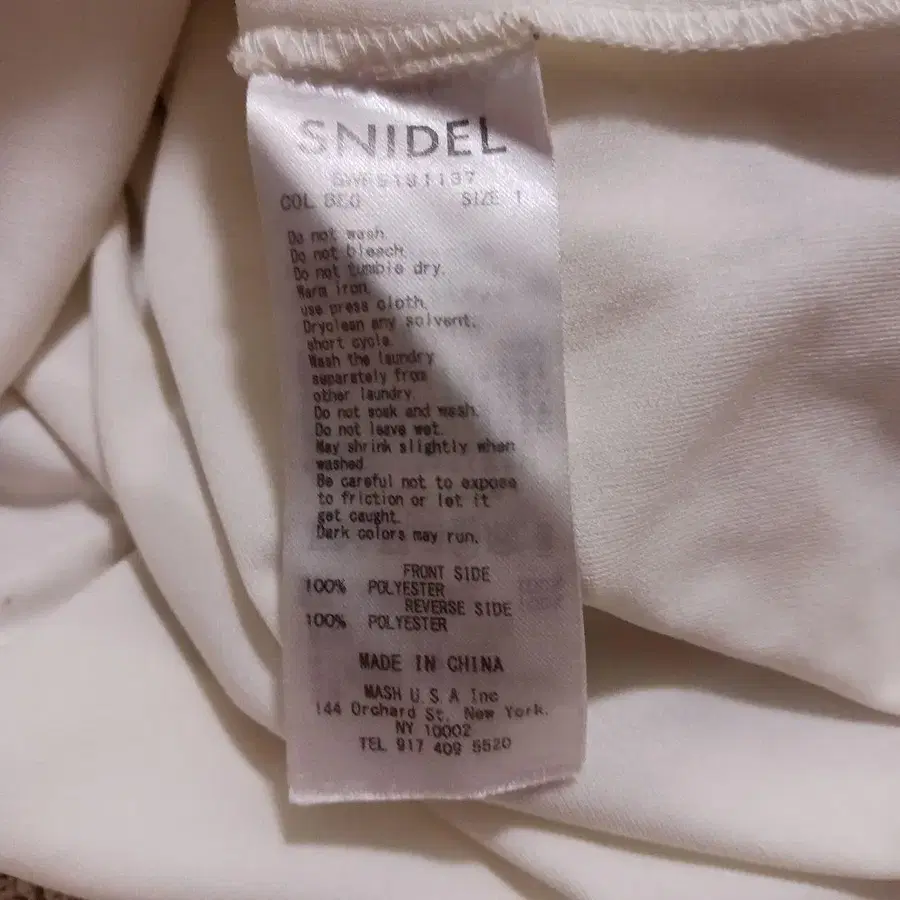 SNIDEL
SWFO181137
COL BEG SIZE 1
Do not wash.
Do not bleach.
Do not tumble dry.
Warm iron.
use press cloth.
Dryclean any solvent.
short cycle.
Wash the laundry
separately from
other laundry.
Do not soak and wash.
Do not leave wet.
May shrink slightly when
washed
Be careful not to expose
to friction or let it
get caught.
Dark colors may run.
FRONT SIDE
100% POLYESTER
REVERSE SIDE
100% POLYESTER
MADE IN CHINA
MASH U.S.A Inc
144 Orchard St, New York.
NY 10002
TEL 917 409 5520